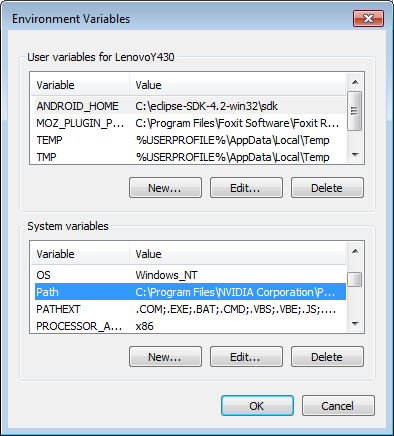 Environment Variables
User variables for LenovoY430
Variable Value
ANDROID_HOME C:\eclipse-SDK-4.2-win32\sdk
MOZ_PLUGIN_P... C:\Program Files\Foxit Software\Foxit R...
TEMP %USERPROFILE%\AppData\Local\Temp
TMP %USERPROFILE%\AppData\Local\Temp
New... Edit... Delete
System variables
Variable Value
OS Windows_NT
Path C:\Program Files\NVIDIA Corporation\P...
PATHEXT .COM;.EXE;.BAT;.CMD;.VBS;.VBE;.JS;....
PROCESSOR_A... x86
New... Edit... Delete
OK Cancel